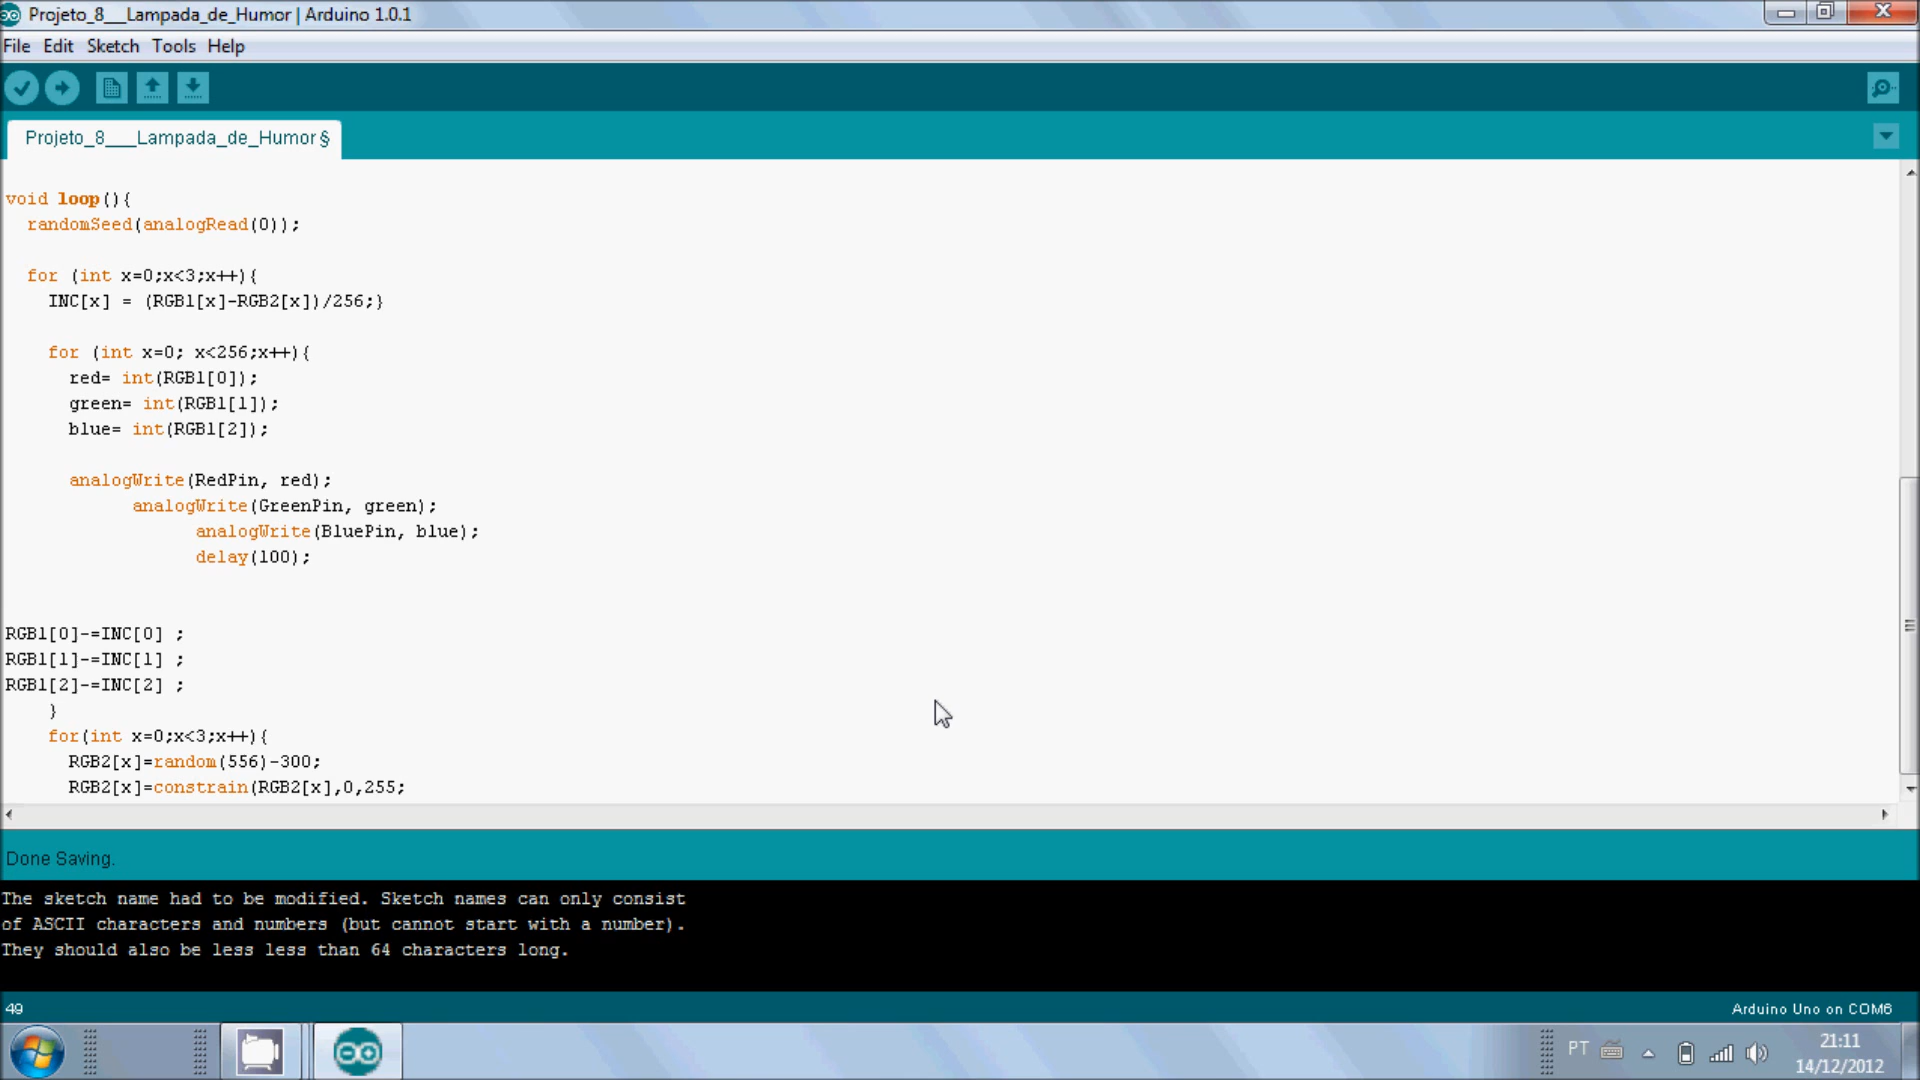 Projeto_8___Lampada_de_Humor | Arduino 1.0.1
File Edit Sketch Tools Help
Projeto_8___Lampada_de_Humor §
void loop(){
randomSeed(analogRead(0));
for (int x=0;x<3;x++){
INC[x] = (RGB1[x]-RGB2[x])/256;}
for (int x=0; x<256;x++){
red= int(RGB1[0]);
green= int(RGB1[1]);
blue= int(RGB1[2]);
analogWrite(RedPin, red);
analogWrite(GreenPin, green);
analogWrite(BluePin, blue);
delay(100);
RGB1[0]-=INC[0] ;
RGB1[1]-=INC[1] ;
RGB1[2]-=INC[2] ;
}
for(int x=0;x<3;x++){
RGB2[x]=random(556)-300;
RGB2[x]=constrain(RGB2[x],0,255;
Done Saving.
The sketch name had to be modified. Sketch names can only consist
of ASCII characters and numbers (but cannot start with a number).
They should also be less less than 64 characters long.
49
Arduino Uno on COM6
PT
21:11
14/12/2012